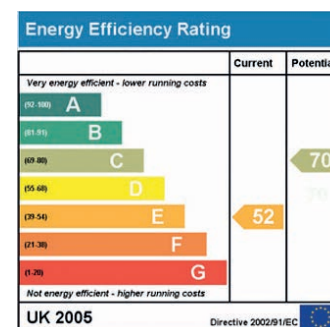 Energy Efficiency Rating
Current Potentia
Very energy efficient - lower running costs
(92-100) A
(81-91) B
(69-80) C 70
(55-68) D
(39-54) E 52
(21-38) F
(1-20) G
Not energy efficient - higher running costs
UK 2005 Directive 2002/91/EC